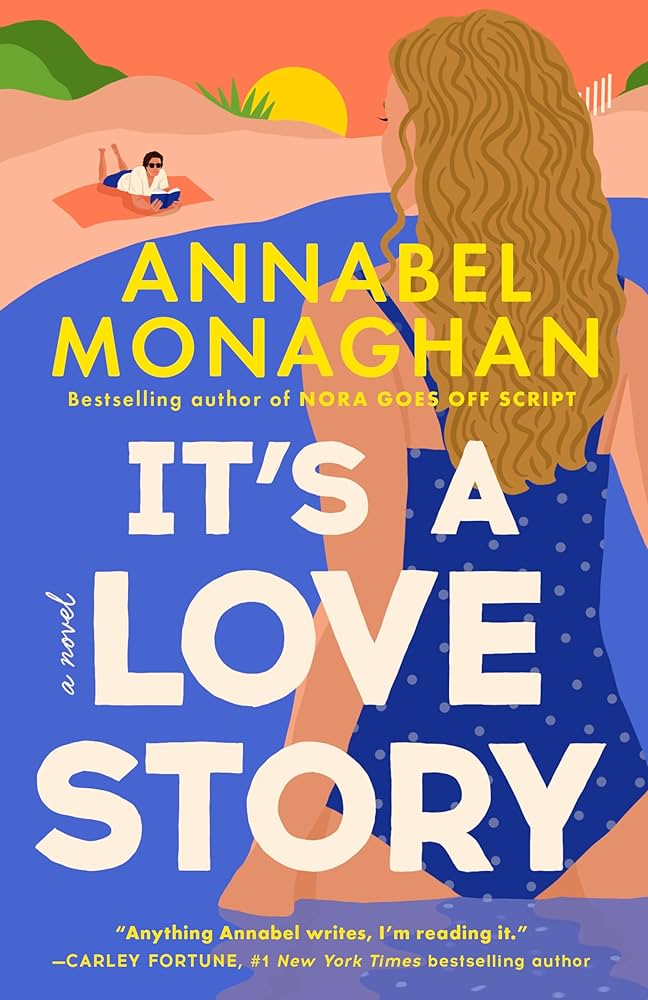 ANNABEL
MONAGHAN
Bestselling author of NORA GOES OFF SCRIPT
IT'S A
a novel
LOVE
STORY
“Anything Annabel writes, I'm reading it.”
—CARLEY FORTUNE, #1 New York Times bestselling author